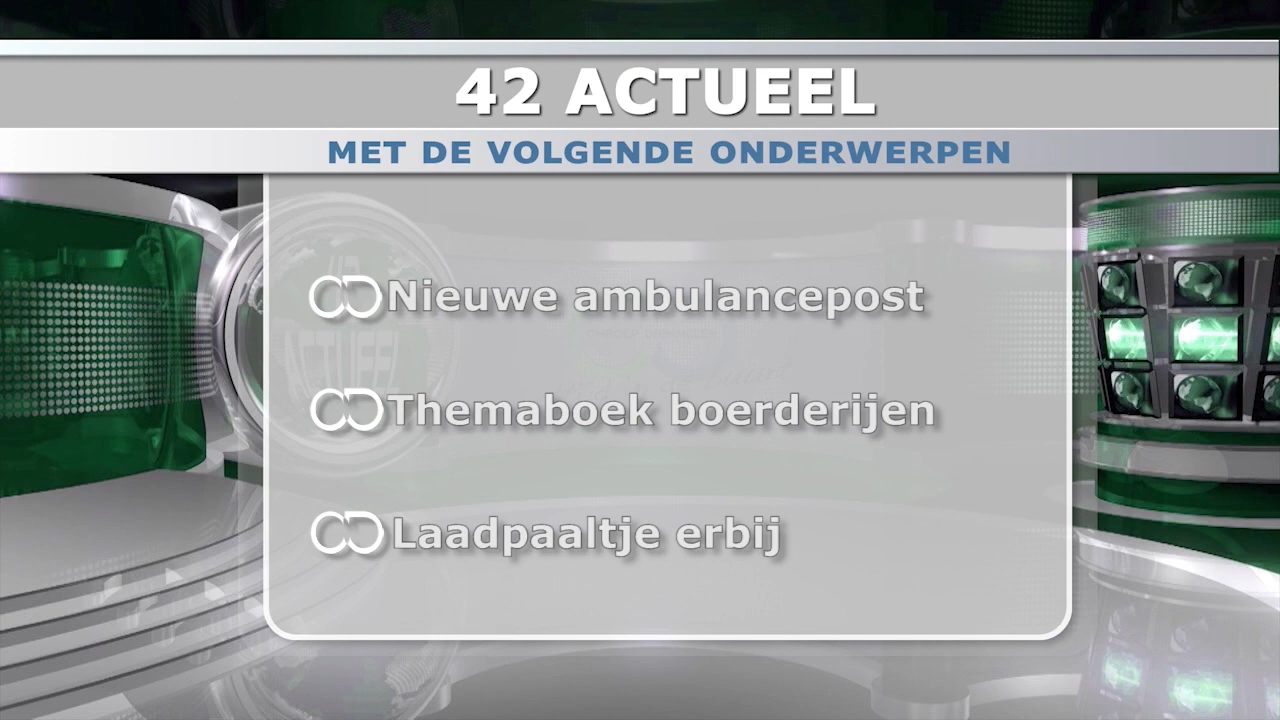 42 ACTUEEL
MET DE VOLGENDE ONDERWERPEN
Nieuwe ambulancepost
Themaboek boerderijen
Laadpaaltje erbij